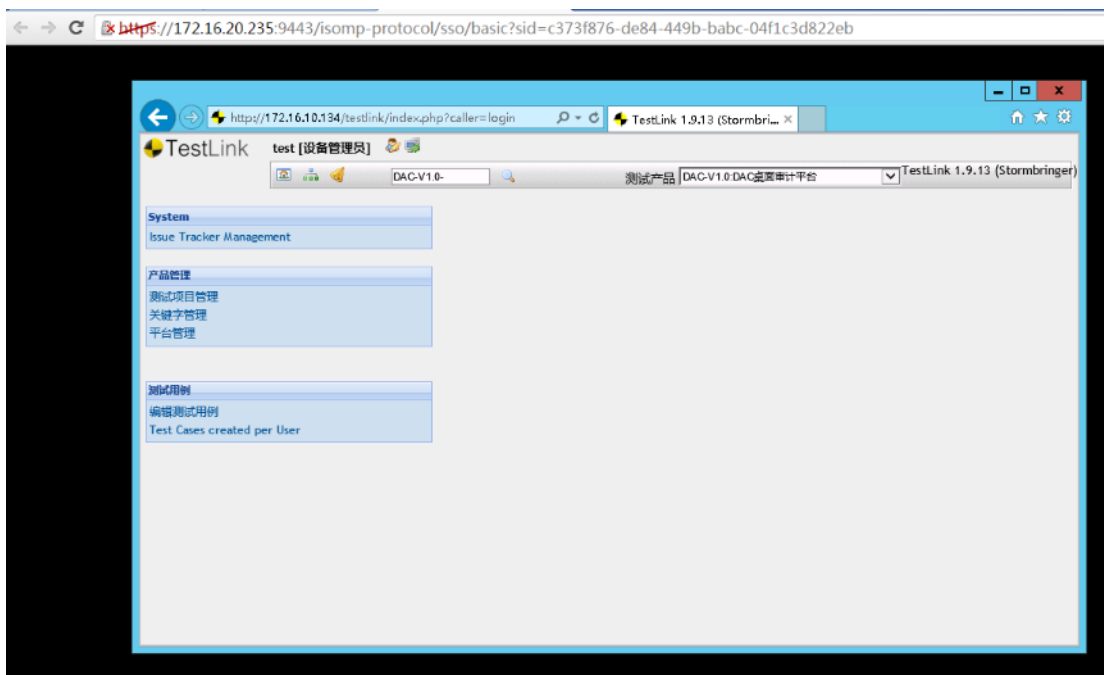 https://172.16.20.235:9443/isomp-protocol/sso/basic?sid=c373f876-de84-449b-babc-04f1c3d822eb
http://172.16.10.134/testlink/index.php?caller=login
TestLink 1.9.13 (Stormbri...
TestLink test [设备管理员]
DAC-V1.0- 测试产品 DAC-V1.0:DAC桌面审计平台 TestLink 1.9.13 (Stormbringer)
System
Issue Tracker Management
产品管理
测试项目管理
关键字管理
平台管理
测试用例
编辑测试用例
Test Cases created per User